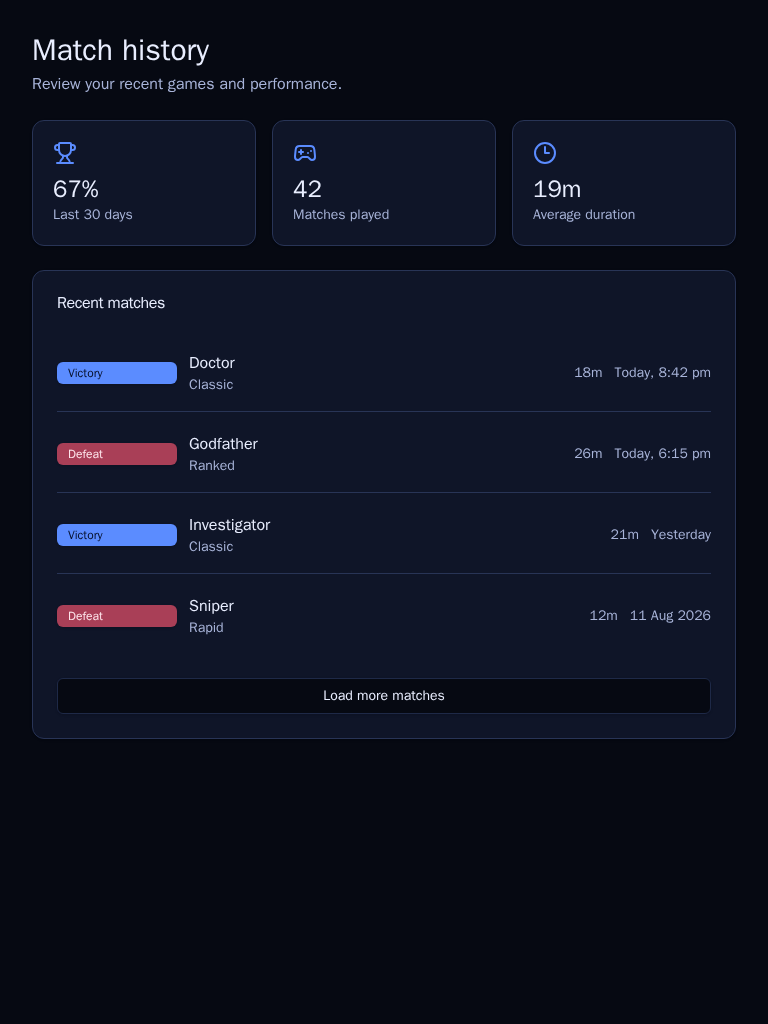 Match history
Review your recent games and performance.
67%
Last 30 days
42
Matches played
19m
Average duration
Recent matches
Victory
Doctor
Classic
18m Today, 8:42 pm
Defeat
Godfather
Ranked
26m Today, 6:15 pm
Victory
Investigator
Classic
21m Yesterday
Defeat
Sniper
Rapid
12m 11 Aug 2026
Load more matches